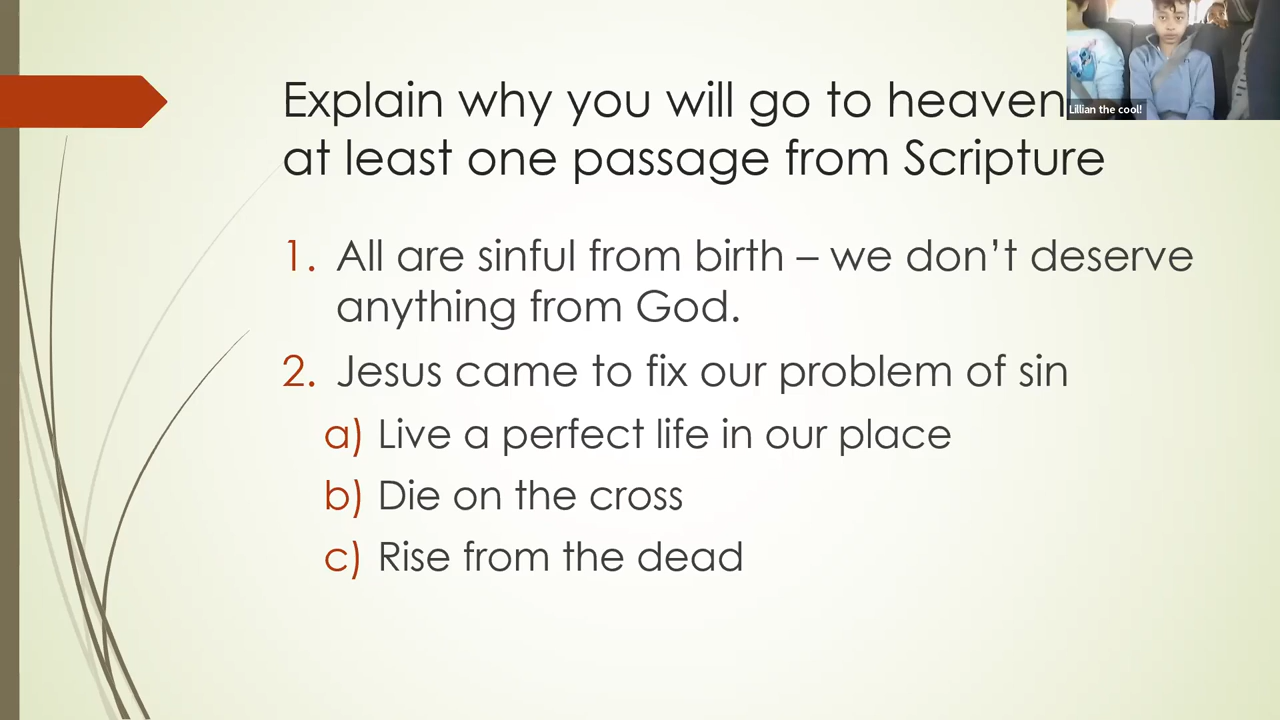 Explain why you will go to heaven
at least one passage from Scripture
1. All are sinful from birth – we don’t deserve
anything from God.
2. Jesus came to fix our problem of sin
a) Live a perfect life in our place
b) Die on the cross
c) Rise from the dead
Lillian the cool!